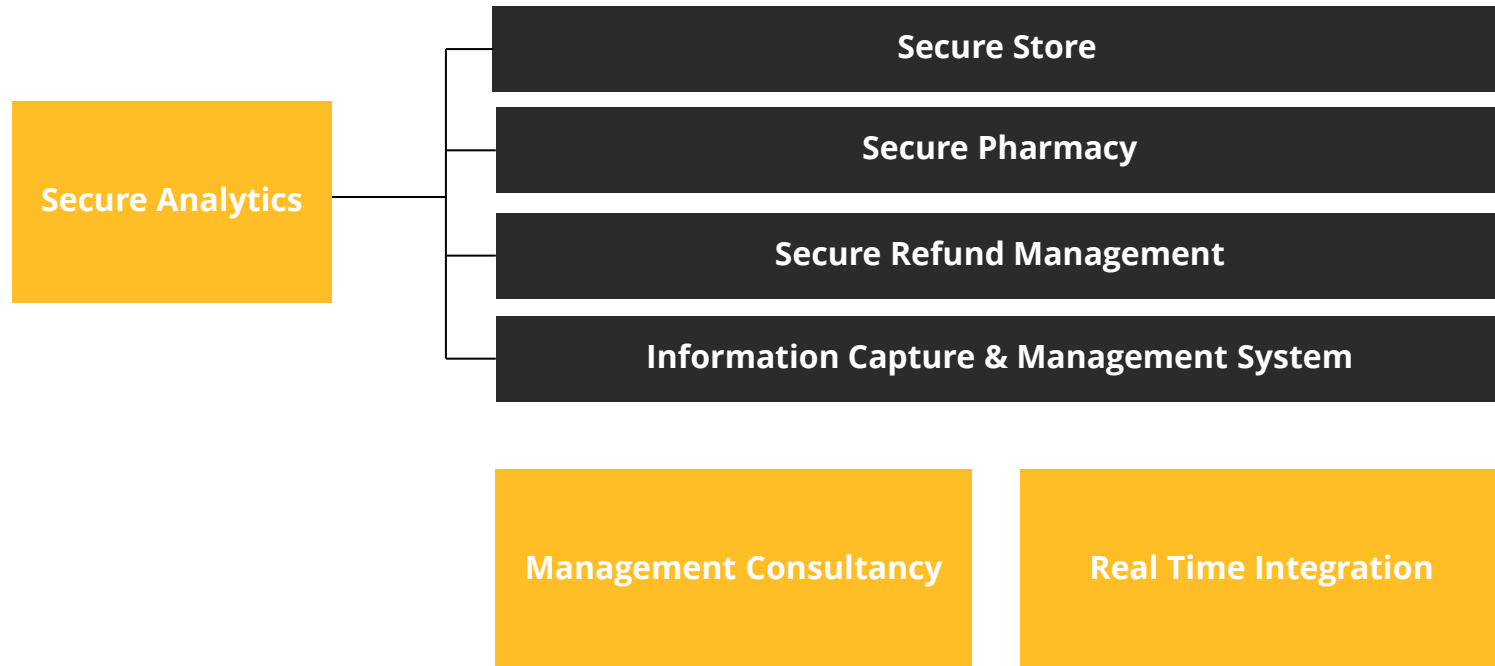 Secure Store
Secure Pharmacy
Secure Analytics
Secure Refund Management
Information Capture & Management System
Management Consultancy
Real Time Integration